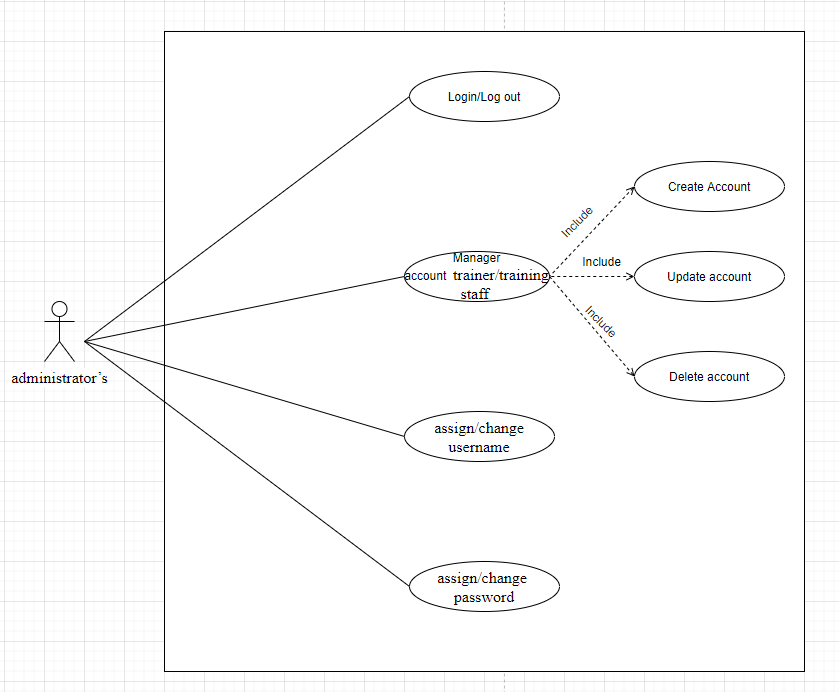 Login/Log out
Create Account
Include
Manager
account trainer/training
staff
Include
Update account
Include
Delete account
administrator’s
assign/change
username
assign/change
password